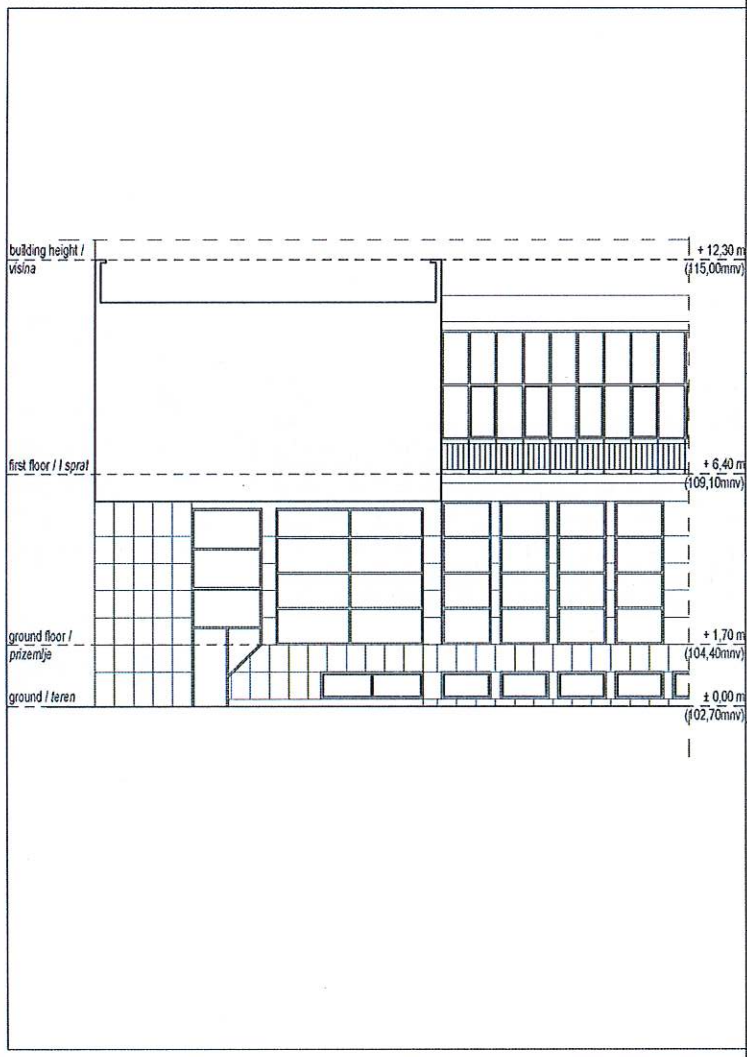 building height /
visina
+ 12,30 m
(115,00mnv)
first floor / I sprat
+ 6,40 m
(109,10mnv)
ground floor /
prizemlje
+ 1,70 m
(104,40mnv)
ground / teren
± 0,00 m
(102,70mnv)